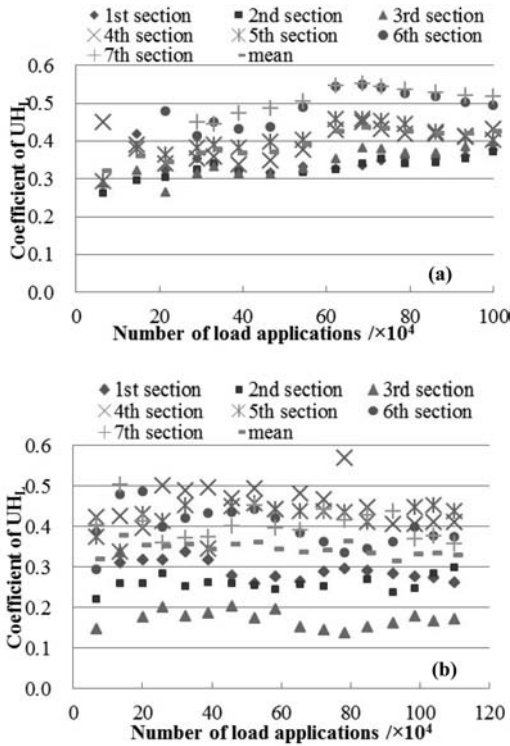 1st section 2nd section 3rd section
4th section 5th section 6th section
7th section mean
0.6
0.5
0.4
0.3
0.2
0.1
0.0
Coefficient of UHL
(a)
0 20 40 60 80 100
Number of load applications /×10⁴
1st section 2nd section 3rd section
4th section 5th section 6th section
7th section mean
0.6
0.5
0.4
0.3
0.2
0.1
0.0
Coefficient of UHL
(b)
0 20 40 60 80 100 120
Number of load applications /×10⁴